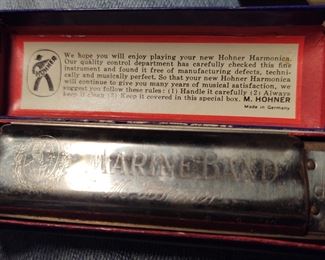 HOHNER
We hope you will enjoy playing your new Hohner Harmonica.
Our quality control department has carefully checked this fine
instrument and found it free of manufacturing defects, techni-
cally and musically perfect. So that your new Hohner Harmonica
will continue to give you many years of musical satisfaction, we
suggest you follow these rules: (1) Handle it carefully (2) Always
keep it clean (3) Keep it covered in this special box. M. HOHNER
Made in Germany
MARINE BAND